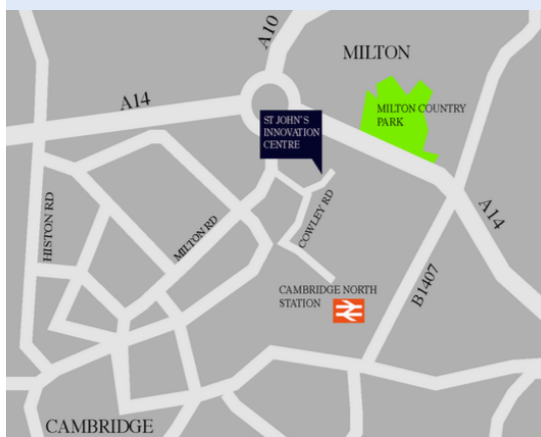 A10
MILTON
A14
MILTON COUNTRY
PARK
ST JOHN'S
INNOVATION
CENTRE
HISTON RD
MILTON RD
COWLEY RD
A14
CAMBRIDGE NORTH
STATION
B1407
CAMBRIDGE